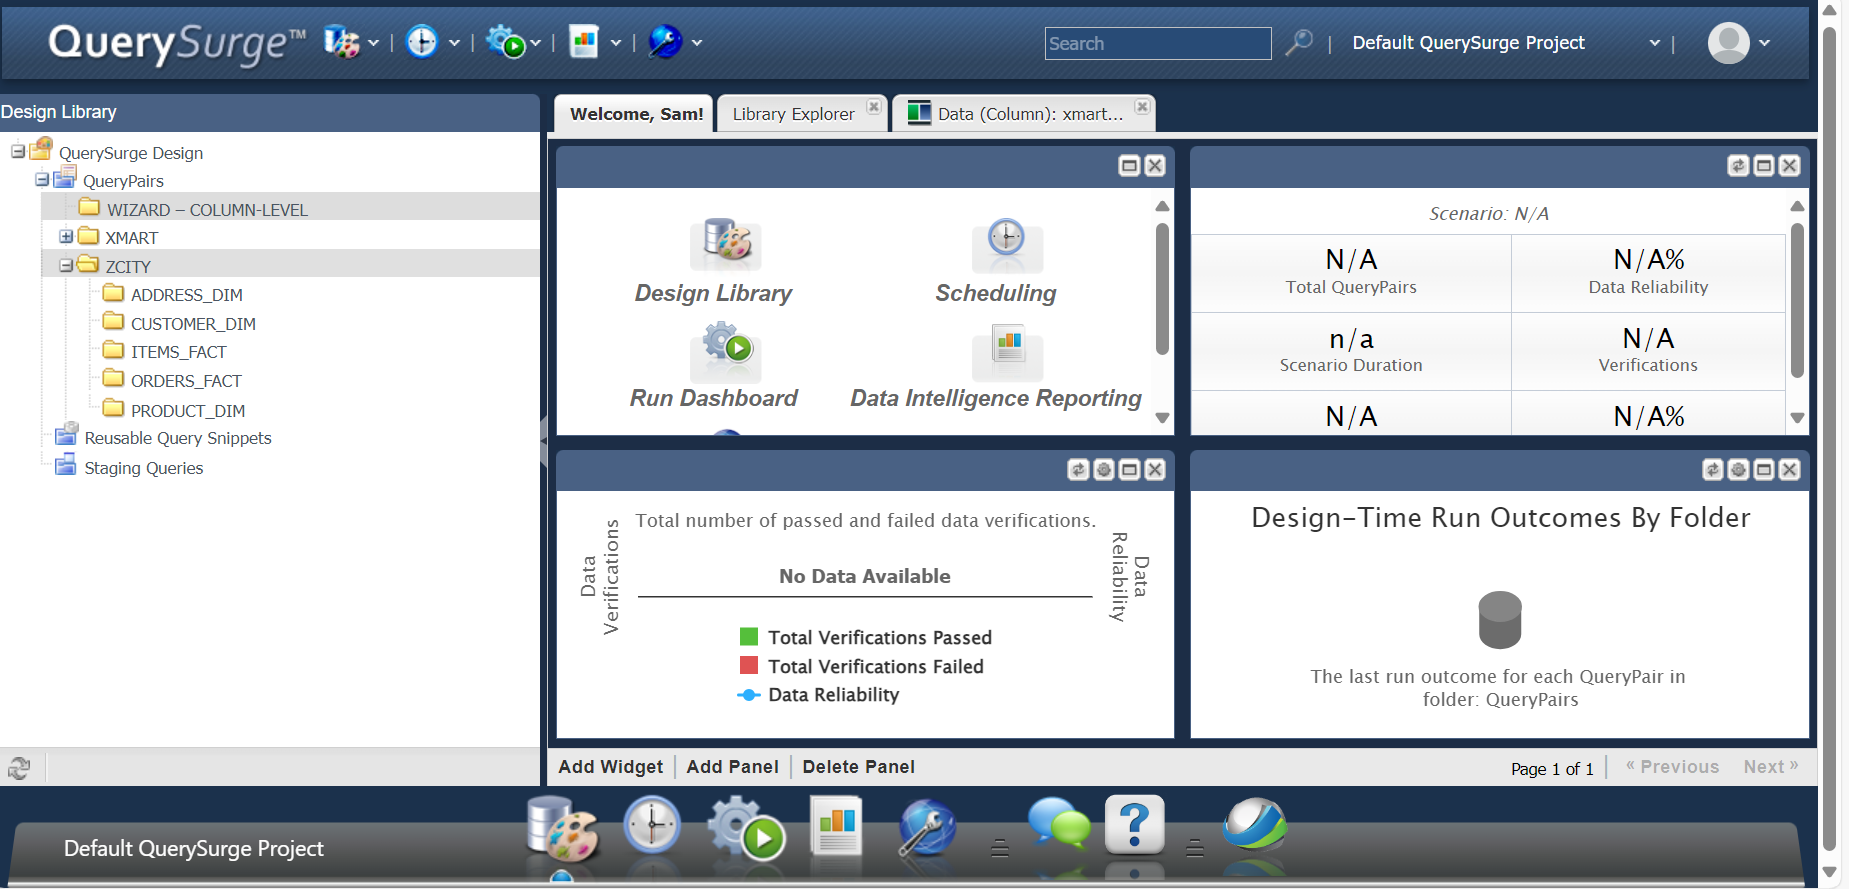 QuerySurge™
Search
Default QuerySurge Project
Design Library
QuerySurge Design
QueryPairs
WIZARD – COLUMN-LEVEL
XMART
ZCITY
ADDRESS_DIM
CUSTOMER_DIM
ITEMS_FACT
ORDERS_FACT
PRODUCT_DIM
Reusable Query Snippets
Staging Queries
Welcome, Sam!
Library Explorer
Data (Column): xmart...
Design Library
Scheduling
Run Dashboard
Data Intelligence Reporting
Scenario: N/A
N/A
Total QueryPairs
N/A%
Data Reliability
n/a
Scenario Duration
N/A
Verifications
N/A
N/A%
Total number of passed and failed data verifications.
Data
Verifications
Data
Reliability
No Data Available
Total Verifications Passed
Total Verifications Failed
Data Reliability
Design-Time Run Outcomes By Folder
The last run outcome for each QueryPair in
folder: QueryPairs
Add Widget
Add Panel
Delete Panel
Page 1 of 1
« Previous
Next »
Default QuerySurge Project
?